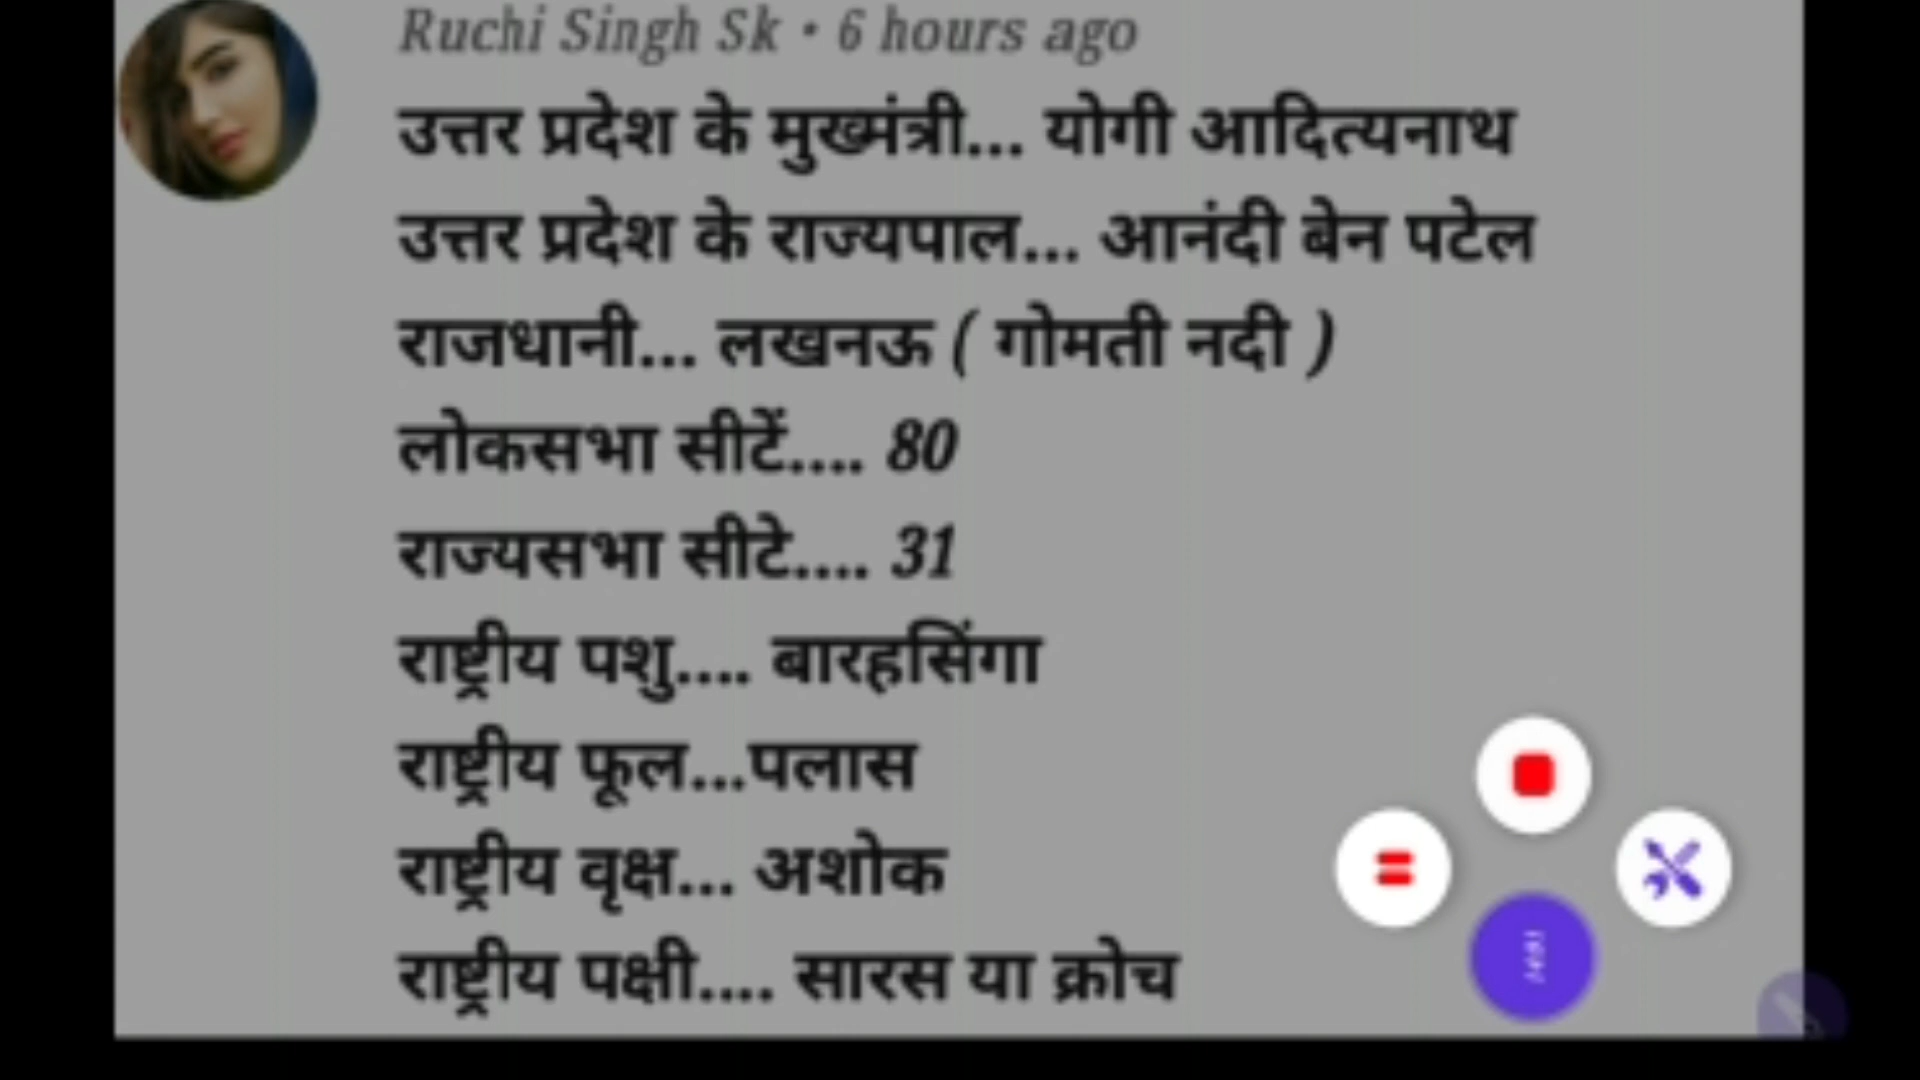 Ruchi Singh Sk • 6 hours ago
उत्तर प्रदेश के मुख्मंत्री... योगी आदित्यनाथ
उत्तर प्रदेश के राज्यपाल... आनंदी बेन पटेल
राजधानी... लखनऊ ( गोमती नदी )
लोकसभा सीटें.... 80
राज्यसभा सीटे.... 31
राष्ट्रीय पशु.... बारहसिंगा
राष्ट्रीय फूल...पलास
राष्ट्रीय वृक्ष... अशोक
राष्ट्रीय पक्षी.... सारस या क्रोच